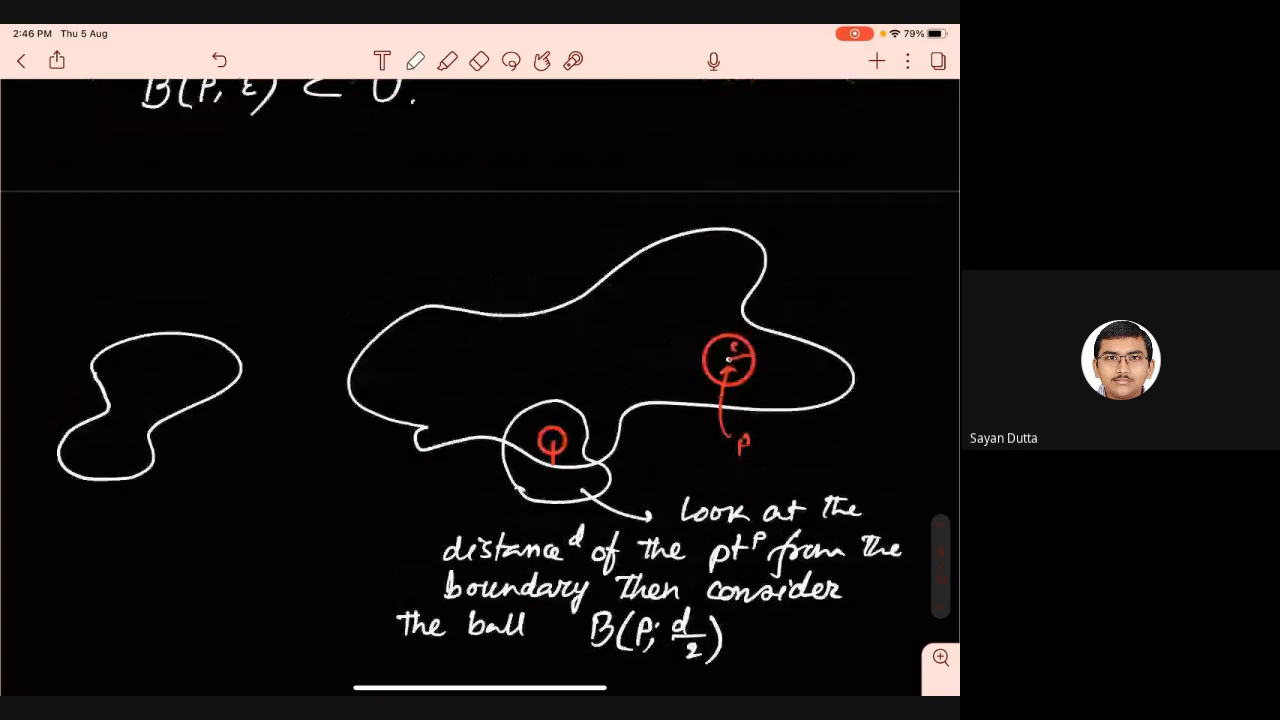 2:46 PM Thu 5 Aug
79%
B(P, ε) ⊂ U.
ε
P
look at the
distance d of the pt P from the
boundary then consider
the ball B(P; d/2)
Sayan Dutta